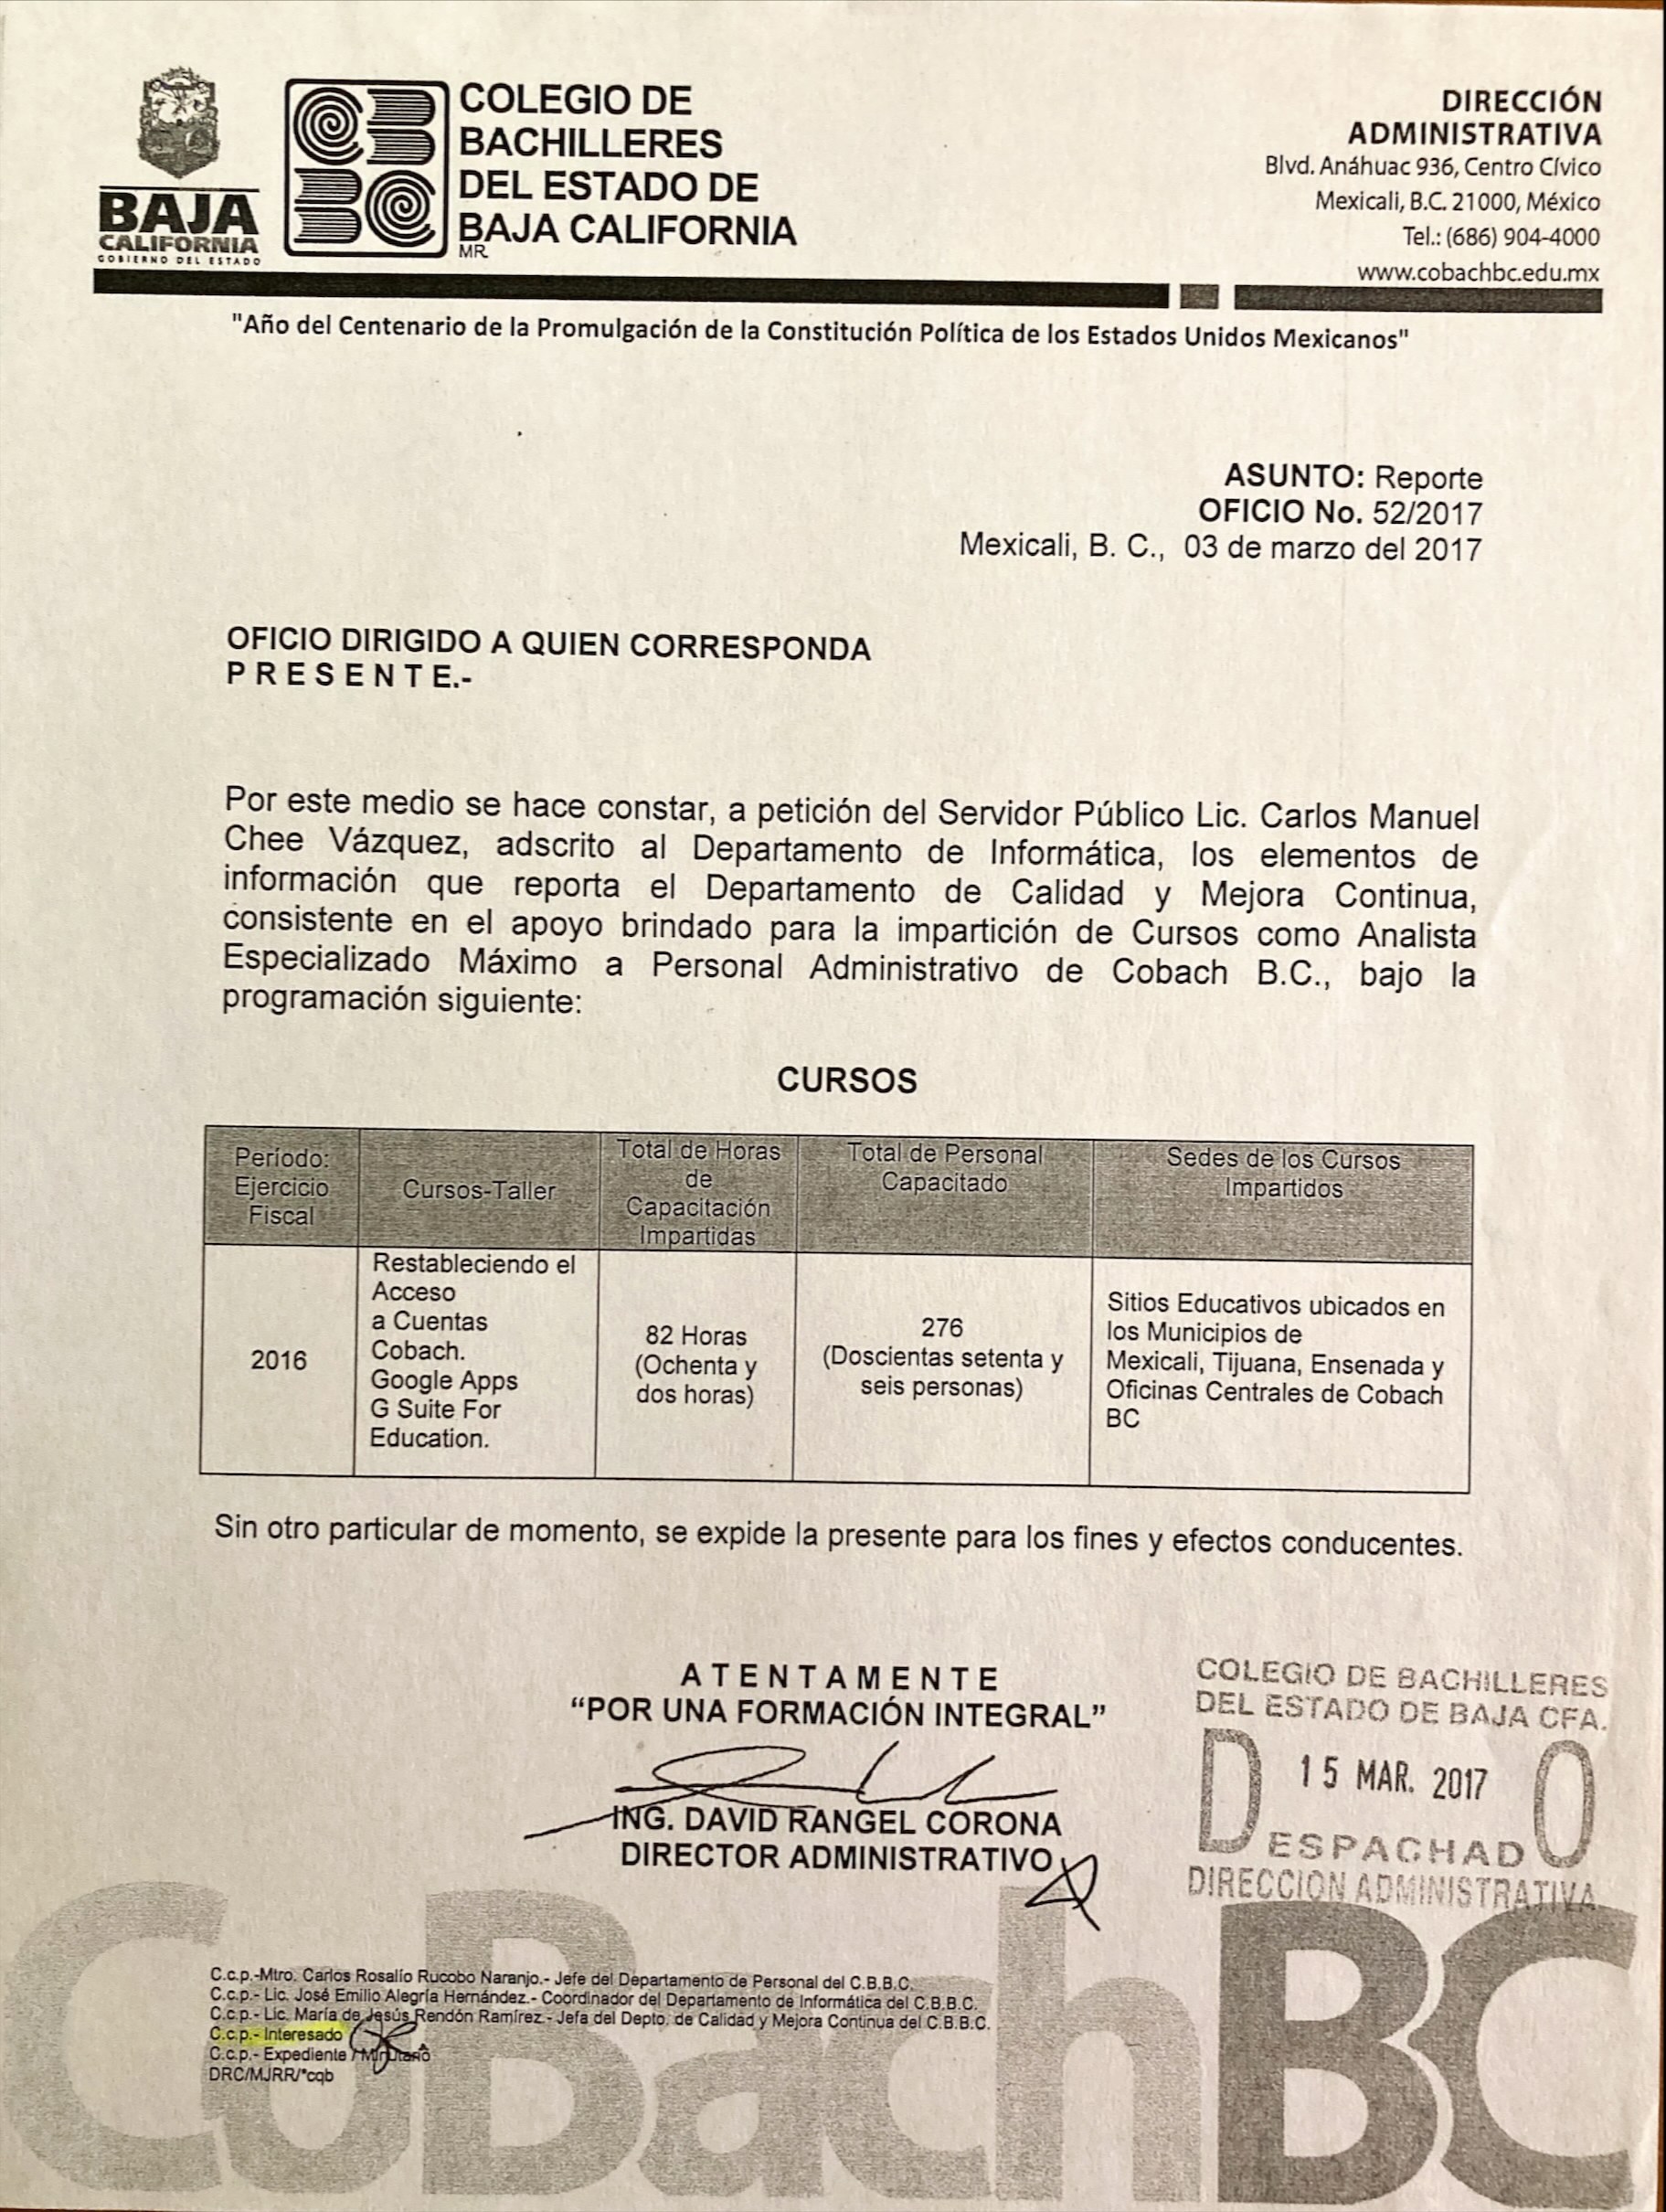 BAJA
CALIFORNIA
GOBIERNO DEL ESTADO
COLEGIO DE
BACHILLERES
DEL ESTADO DE
BAJA CALIFORNIA
MR
DIRECCIÓN
ADMINISTRATIVA
Blvd. Anáhuac 936, Centro Cívico
Mexicali, B.C. 21000, México
Tel.: (686) 904-4000
www.cobachbc.edu.mx
"Año del Centenario de la Promulgación de la Constitución Política de los Estados Unidos Mexicanos"
ASUNTO: Reporte
OFICIO No. 52/2017
Mexicali, B. C., 03 de marzo del 2017
OFICIO DIRIGIDO A QUIEN CORRESPONDA
P R E S E N T E.-
Por este medio se hace constar, a petición del Servidor Público Lic. Carlos Manuel
Chee Vázquez, adscrito al Departamento de Informática, los elementos de
información que reporta el Departamento de Calidad y Mejora Continua,
consistente en el apoyo brindado para la impartición de Cursos como Analista
Especializado Máximo a Personal Administrativo de Cobach B.C., bajo la
programación siguiente:
CURSOS
Período:
Ejercicio
Fiscal
Cursos-Taller
Total de Horas
de
Capacitación
Impartidas
Total de Personal
Capacitado
Sedes de los Cursos
Impartidos
2016
Restableciendo el
Acceso
a Cuentas
Cobach.
Google Apps
G Suite For
Education.
82 Horas
(Ochenta y
dos horas)
276
(Doscientas setenta y
seis personas)
Sitios Educativos ubicados en
los Municipios de
Mexicali, Tijuana, Ensenada y
Oficinas Centrales de Cobach
BC
Sin otro particular de momento, se expide la presente para los fines y efectos conducentes.
A T E N T A M E N T E
“POR UNA FORMACIÓN INTEGRAL”
ING. DAVID RANGEL CORONA
DIRECTOR ADMINISTRATIVO
COLEGIO DE BACHILLERES
DEL ESTADO DE BAJA CFA.
15 MAR. 2017
DESPACHADO
DIRECCION ADMINISTRATIVA
C.c.p.-Mtro. Carlos Rosalío Rucobo Naranjo.- Jefe del Departamento de Personal del C.B.B.C.
C.c.p.- Lic. José Emilio Alegría Hernández.- Coordinador del Departamento de Informática del C.B.B.C.
C.c.p.- Lic. María de Jesús Rendón Ramírez.- Jefa del Depto. de Calidad y Mejora Continua del C.B.B.C.
C.c.p.- Interesado
C.c.p.- Expediente / Minutario
DRC/MJRR/*cqb
CoBachBC